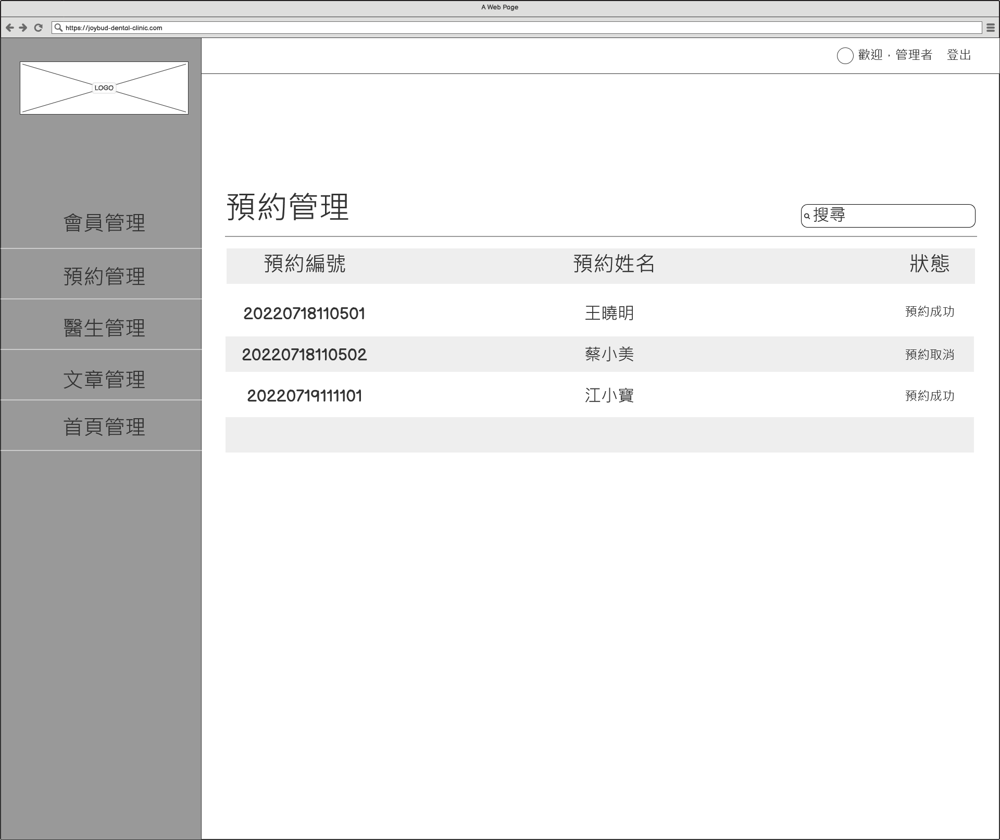 A Web Page
https://joybud-dental-clinic.com
歡迎，管理者 登出
LOGO
會員管理
預約管理
醫生管理
文章管理
首頁管理
預約管理
搜尋
預約編號 預約姓名 狀態
20220718110501 王曉明 預約成功
20220718110502 蔡小美 預約取消
20220719111101 江小寶 預約成功